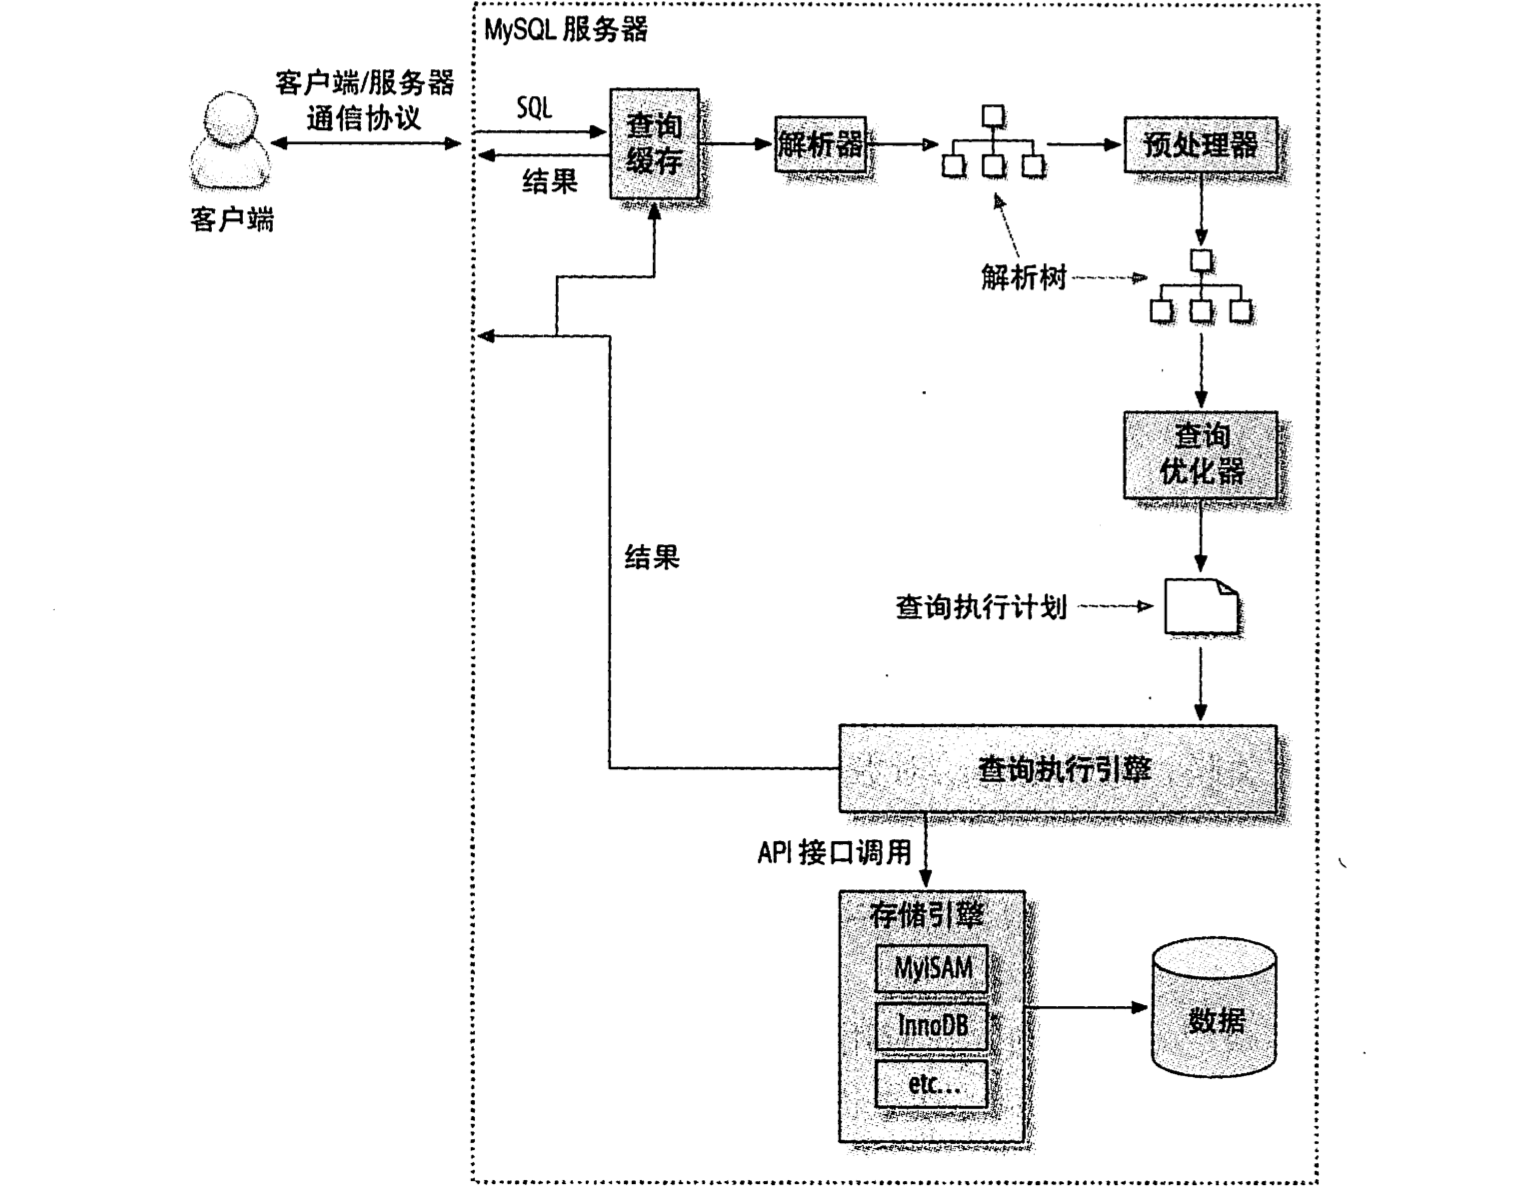 MySQL 服务器
客户端/服务器
通信协议
SQL
查询
缓存
解析器
预处理器
结果
客户端
解析树
查询
优化器
结果
查询执行计划
查询执行引擎
API 接口调用
存储引擎
MyISAM
InnoDB
数据
etc...